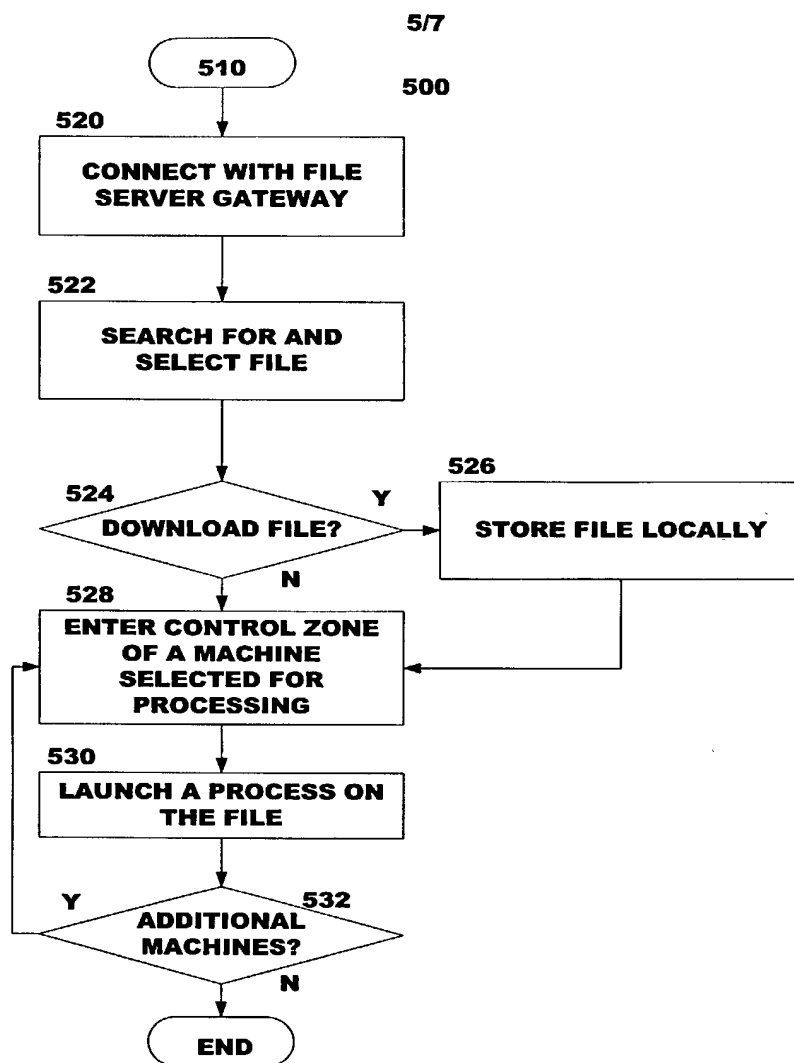 5/7
510
500
520
CONNECT WITH FILE
SERVER GATEWAY
522
SEARCH FOR AND
SELECT FILE
524
DOWNLOAD FILE?
Y
526
STORE FILE LOCALLY
N
528
ENTER CONTROL ZONE
OF A MACHINE
SELECTED FOR
PROCESSING
530
LAUNCH A PROCESS ON
THE FILE
Y
532
ADDITIONAL
MACHINES?
N
END